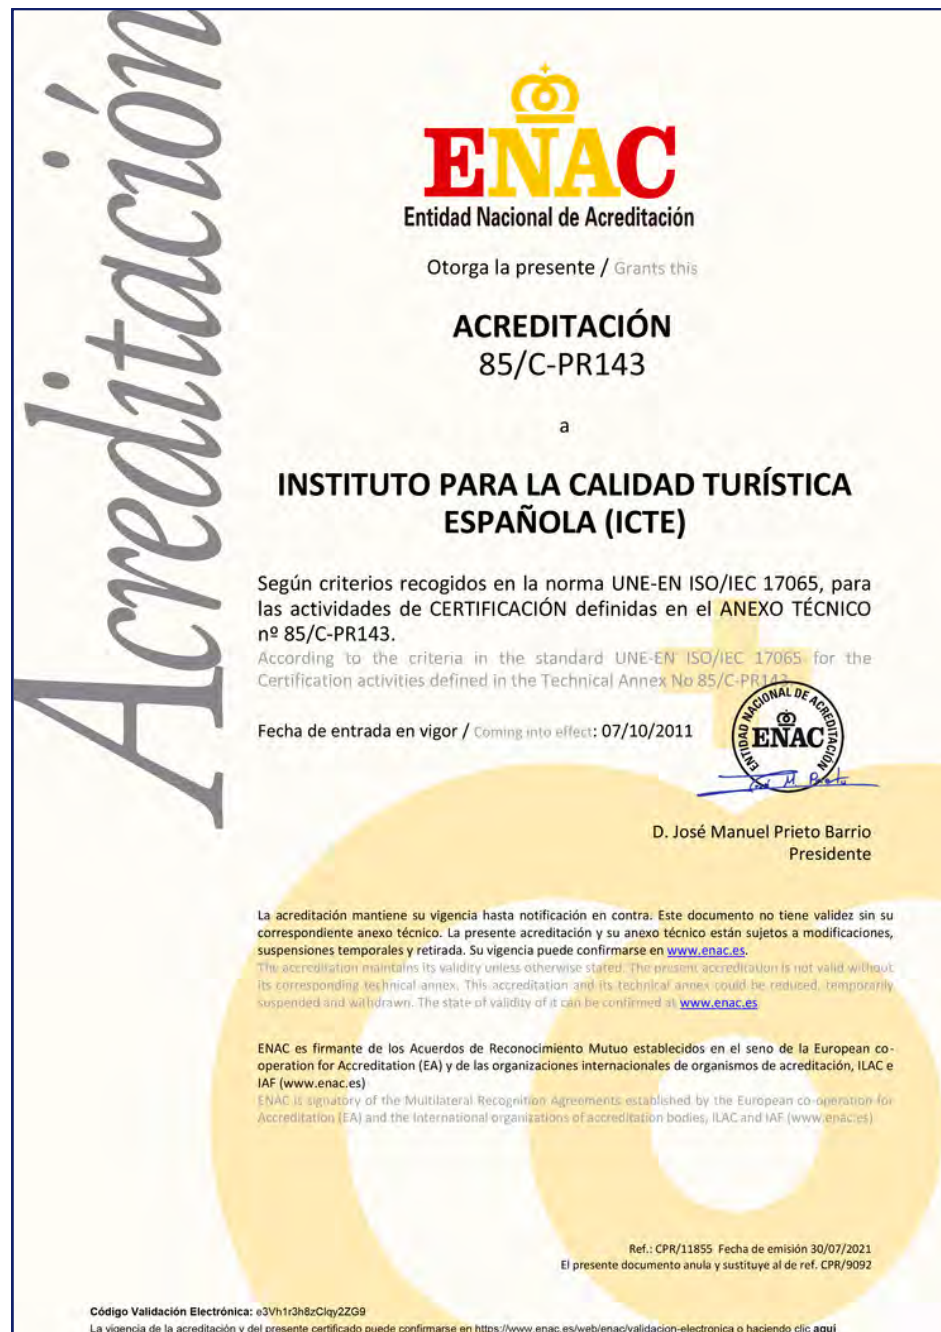 Acreditación
ENAC
Entidad Nacional de Acreditación
Otorga la presente / Grants this
ACREDITACIÓN
85/C-PR143
a
INSTITUTO PARA LA CALIDAD TURÍSTICA
ESPAÑOLA (ICTE)
Según criterios recogidos en la norma UNE-EN ISO/IEC 17065, para
las actividades de CERTIFICACIÓN definidas en el ANEXO TÉCNICO
nº 85/C-PR143.
According to the criteria in the standard UNE-EN ISO/IEC 17065 for the
Certification activities defined in the Technical Annex No 85/C-PR143
Fecha de entrada en vigor / Coming into effect: 07/10/2011
ENTIDAD NACIONAL DE ACREDITACIÓN
ENAC
D. José Manuel Prieto Barrio
Presidente
La acreditación mantiene su vigencia hasta notificación en contra. Este documento no tiene validez sin su
correspondiente anexo técnico. La presente acreditación y su anexo técnico están sujetos a modificaciones,
suspensiones temporales y retirada. Su vigencia puede confirmarse en www.enac.es.
The accreditation maintains its validity unless otherwise stated. The present accreditation is not valid without
its corresponding technical annex. This accreditation and its technical annex could be reduced, temporarily
suspended and withdrawn. The state of validity of it can be confirmed at www.enac.es
ENAC es firmante de los Acuerdos de Reconocimiento Mutuo establecidos en el seno de la European co-
operation for Accreditation (EA) y de las organizaciones internacionales de organismos de acreditación, ILAC e
IAF (www.enac.es)
ENAC is signatory of the Multilateral Recognition Agreements established by the European co-operation for
Accreditation (EA) and the International organizations of accreditation bodies, ILAC and IAF (www.enac.es)
Ref.: CPR/11855 Fecha de emisión 30/07/2021
El presente documento anula y sustituye al de ref. CPR/9092
Código Validación Electrónica: e3Vh1r3h8zClqy2ZG9
La vigencia de la acreditación y del presente certificado puede confirmarse en https://www.enac.es/web/enac/validacion-electronica o haciendo clic aquí